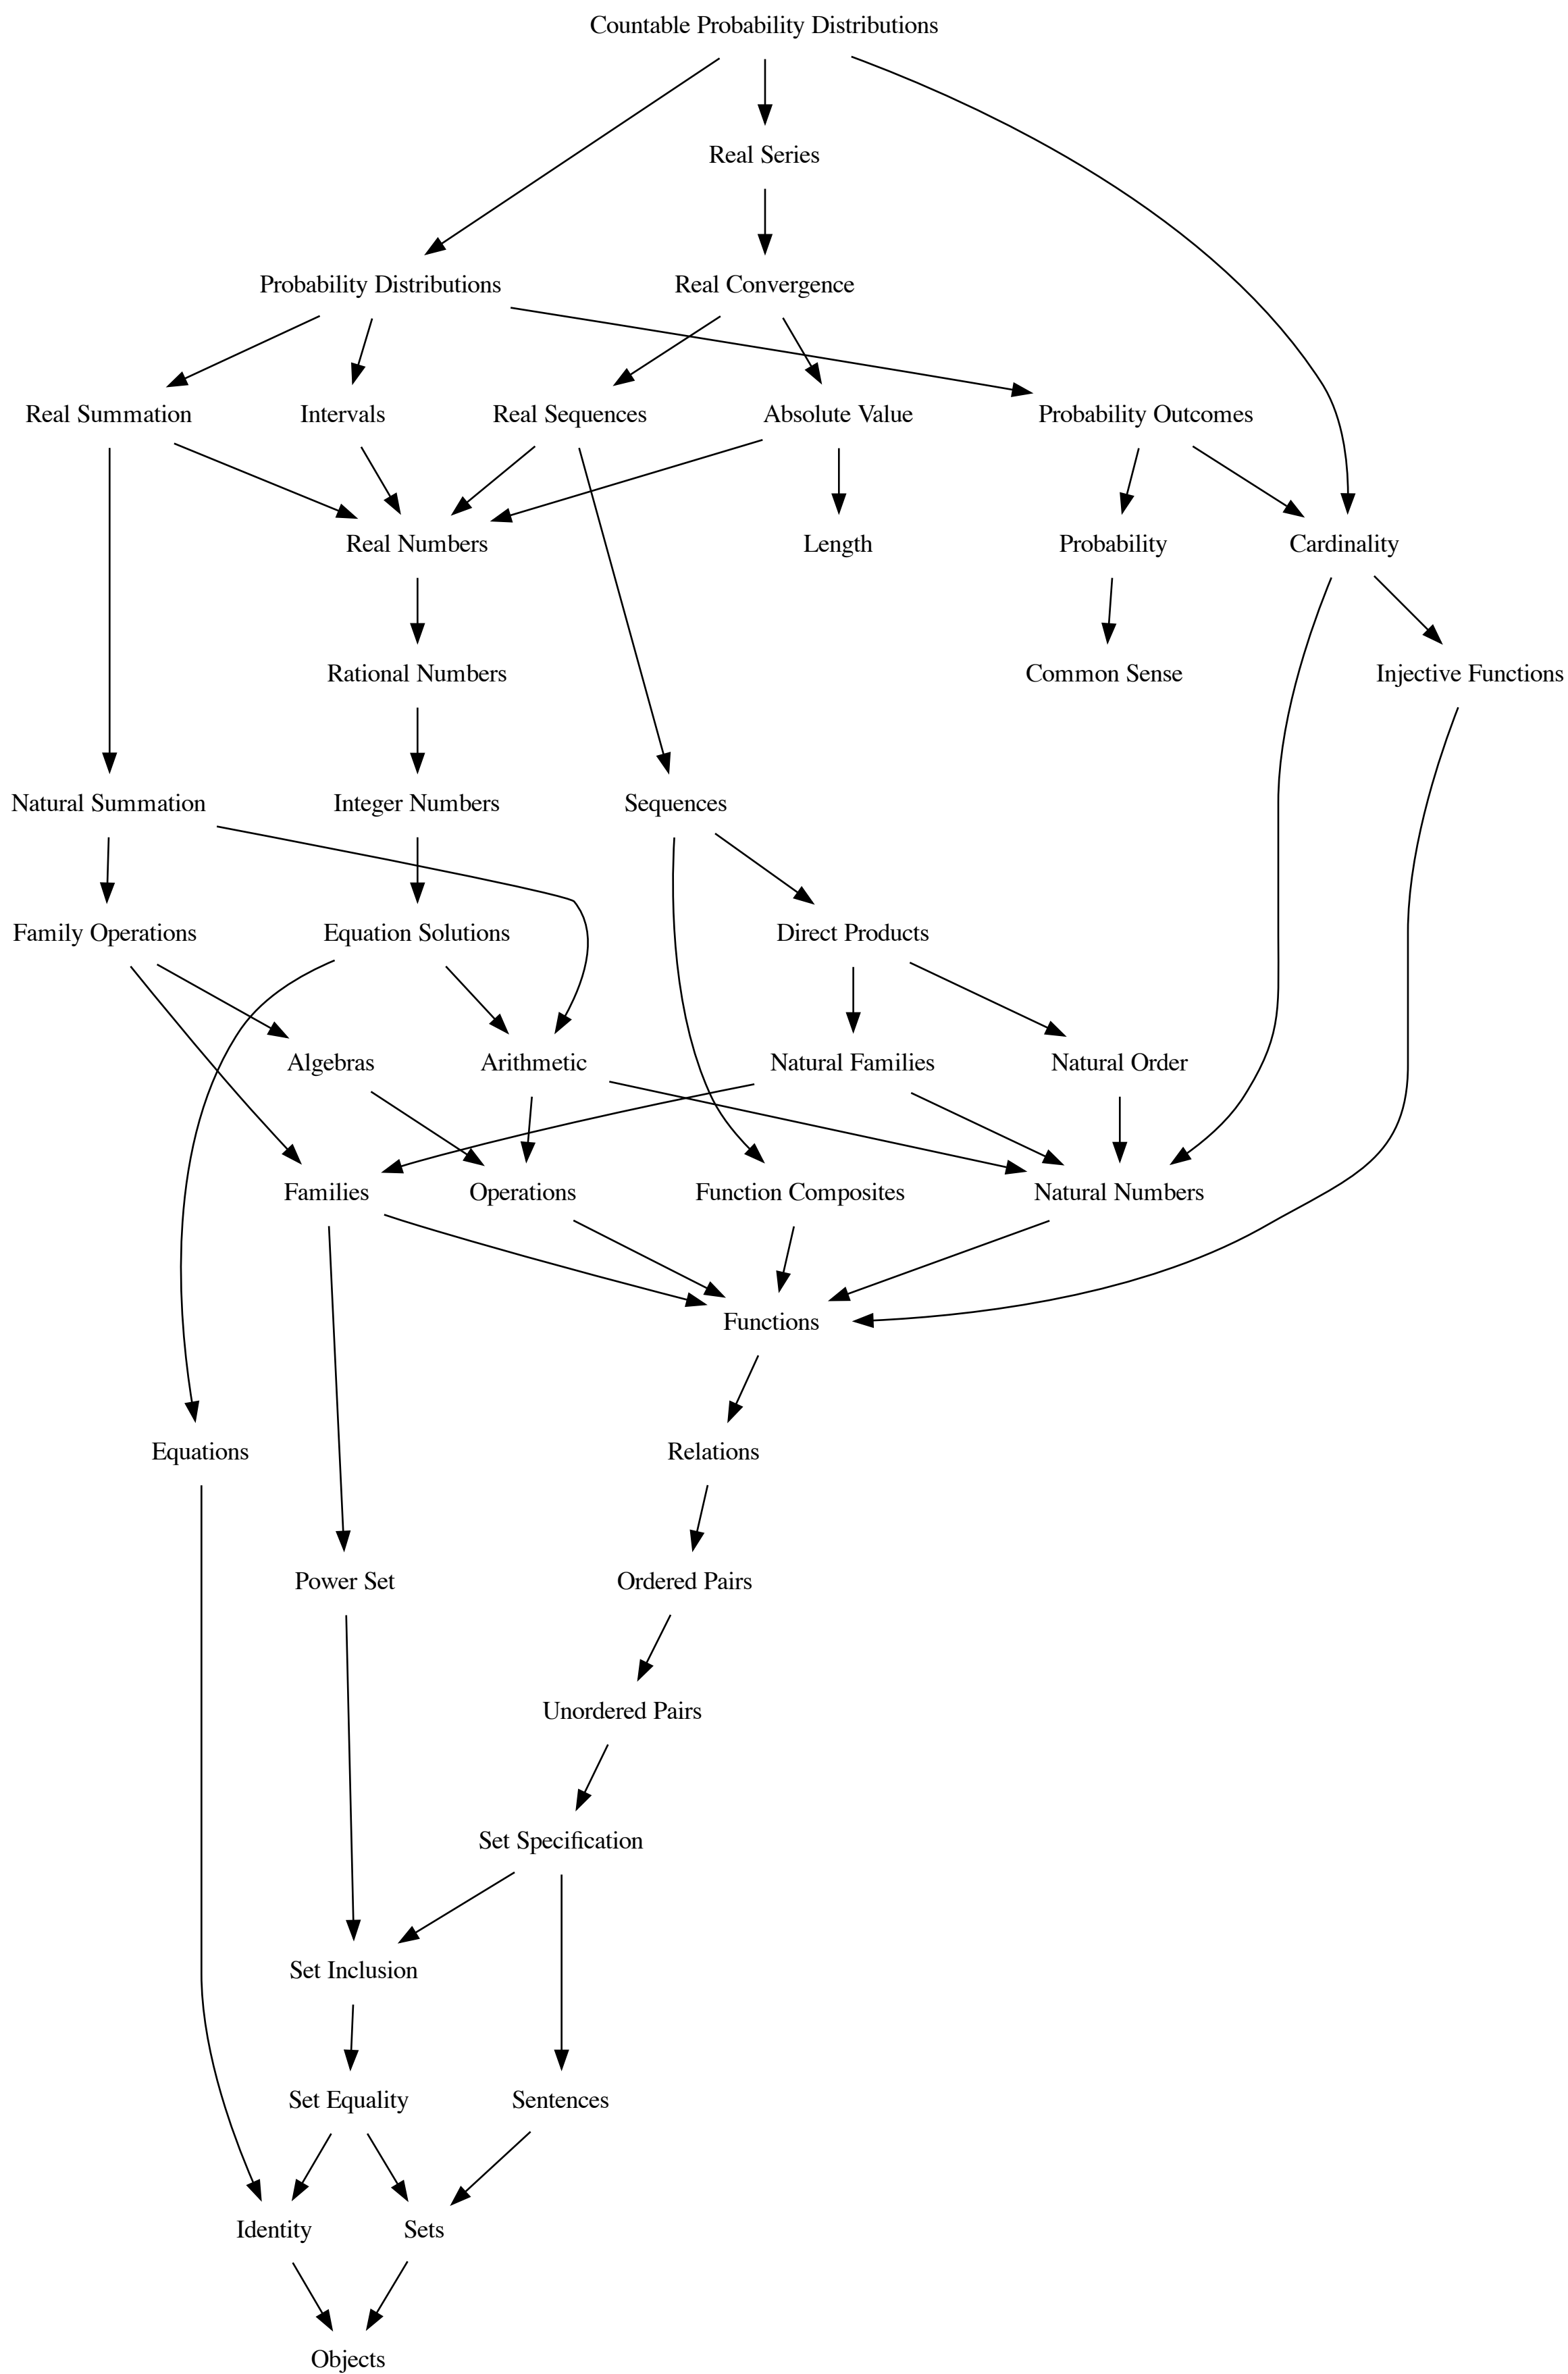 Countable Probability Distributions
Real Series
Probability Distributions
Real Convergence
Real Summation
Intervals
Real Sequences
Absolute Value
Probability Outcomes
Real Numbers
Length
Probability
Cardinality
Rational Numbers
Common Sense
Injective Functions
Natural Summation
Integer Numbers
Sequences
Family Operations
Equation Solutions
Direct Products
Algebras
Arithmetic
Natural Families
Natural Order
Families
Operations
Function Composites
Natural Numbers
Functions
Equations
Relations
Power Set
Ordered Pairs
Unordered Pairs
Set Specification
Set Inclusion
Set Equality
Sentences
Identity
Sets
Objects